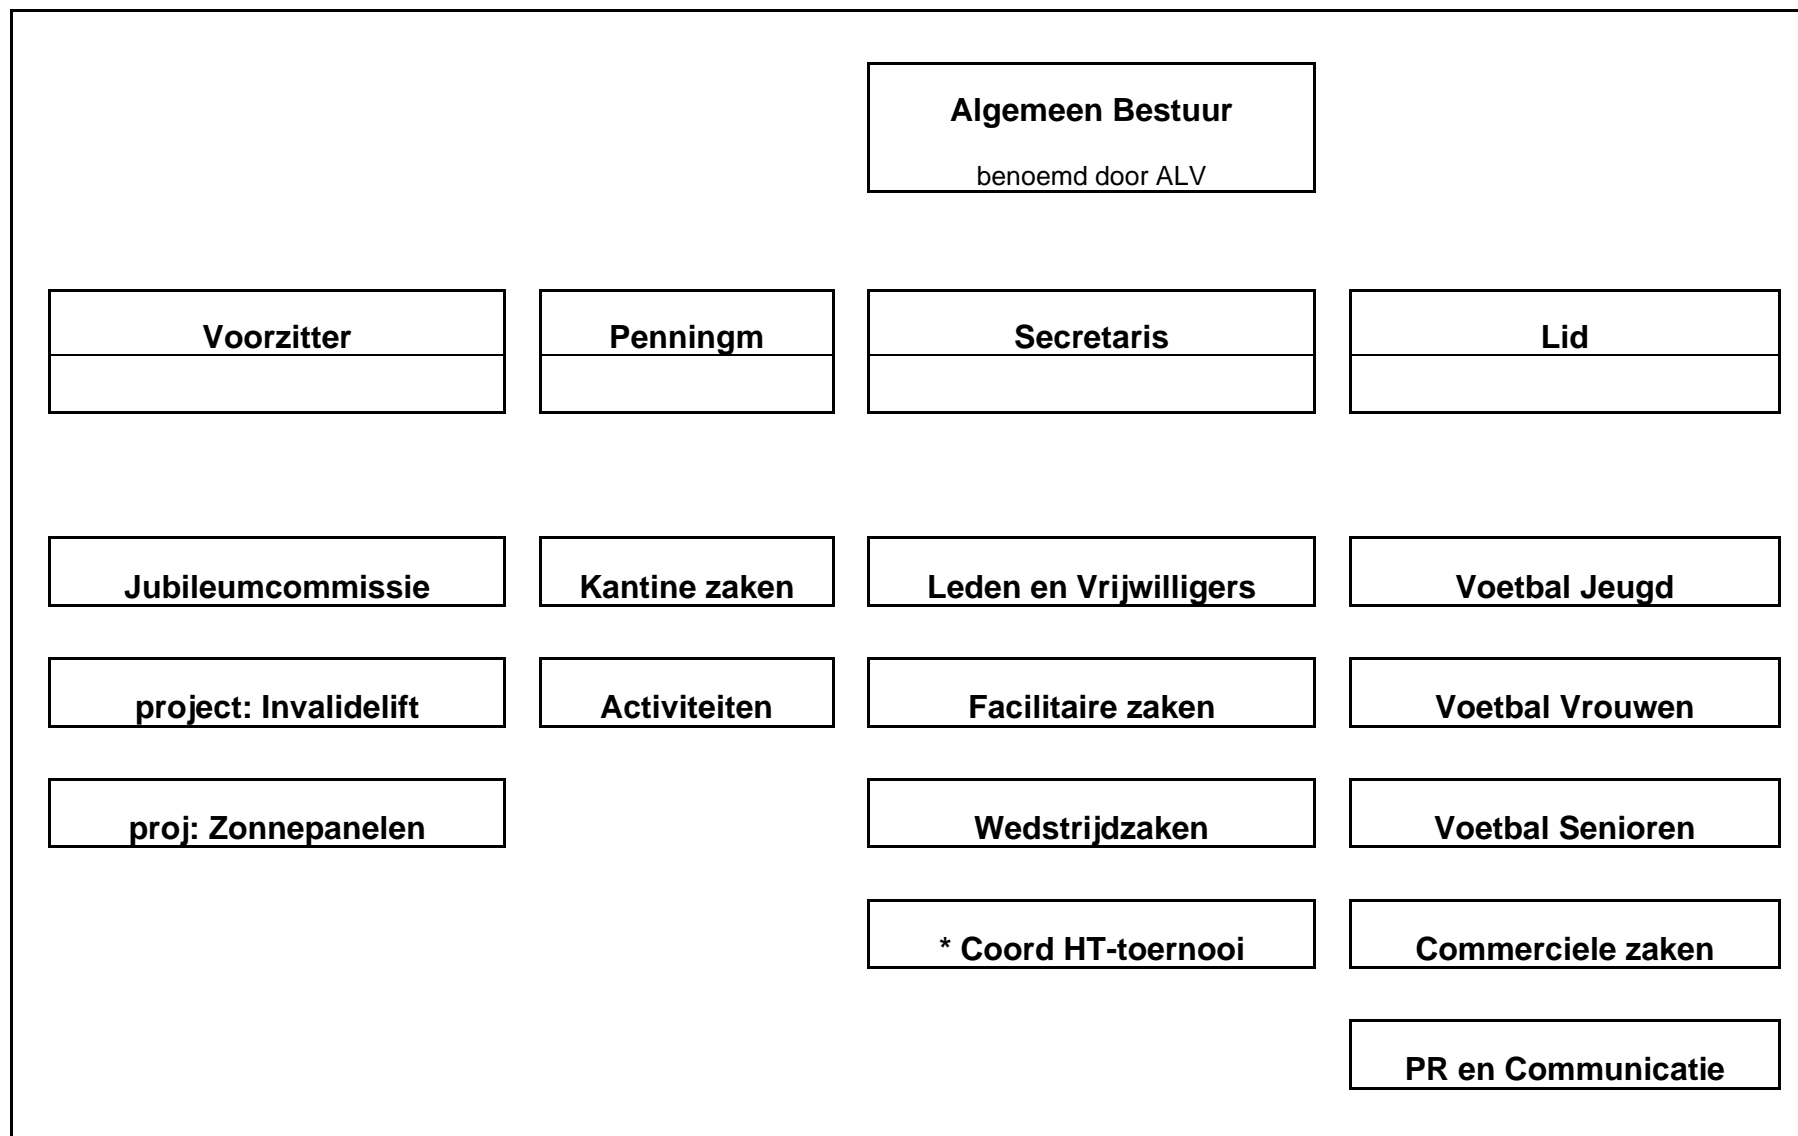 Algemeen Bestuur
benoemd door ALV
Voorzitter
Penningm
Secretaris
Lid
Jubileumcommissie
Kantine zaken
Leden en Vrijwilligers
Voetbal Jeugd
project: Invalidelift
Activiteiten
Facilitaire zaken
Voetbal Vrouwen
proj: Zonnepanelen
Wedstrijdzaken
Voetbal Senioren
* Coord HT-toernooi
Commerciele zaken
PR en Communicatie